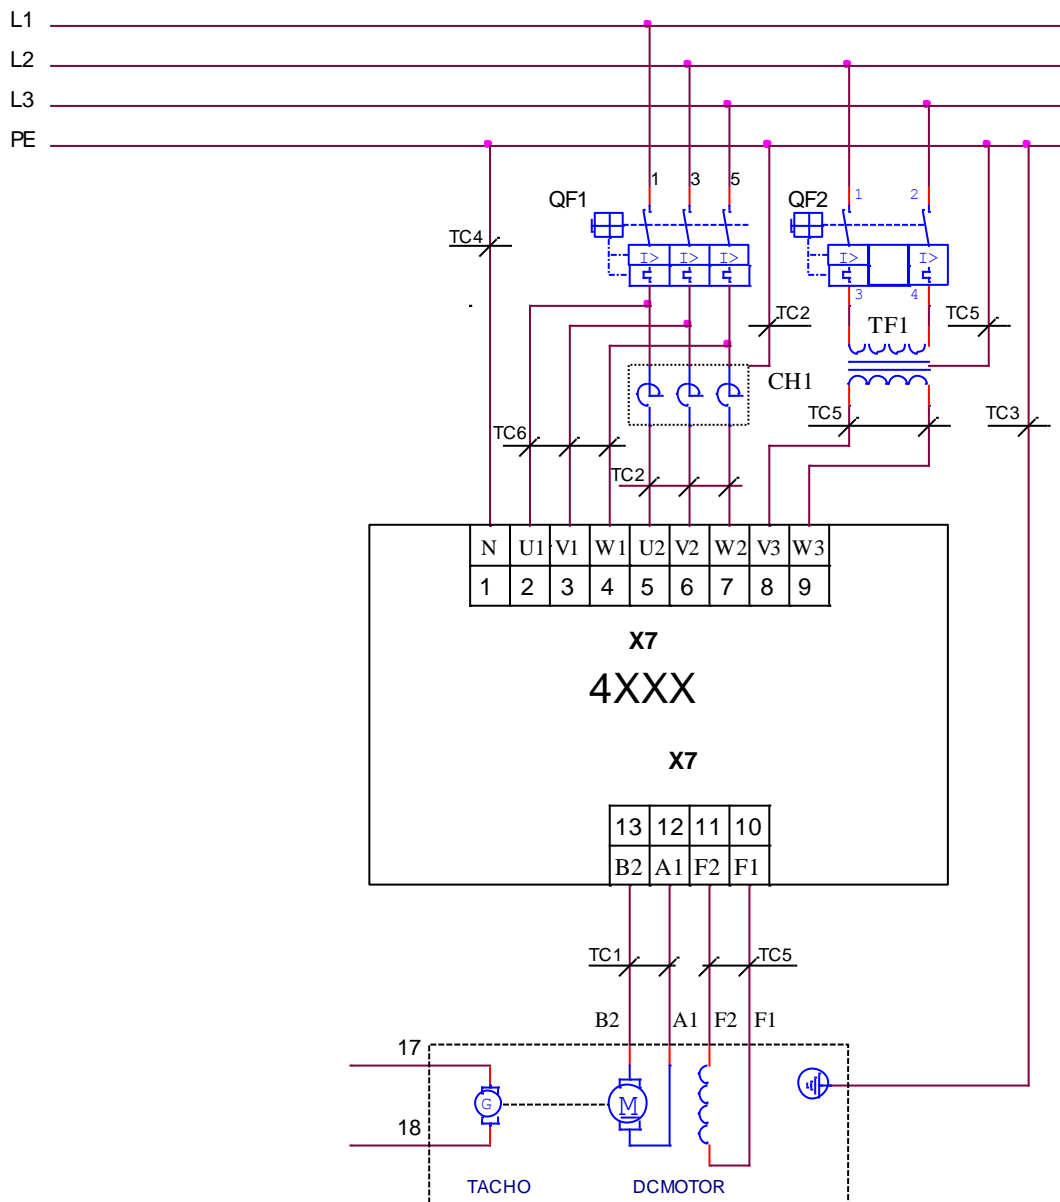 L1
L2
L3
PE
1 3 5
QF1
QF2
1 2
TC4
I> I> I>
I> I>
3 4
TC2
TF1
TC5
CH1
TC6
TC5
TC3
TC2
N U1 V1 W1 U2 V2 W2 V3 W3
1 2 3 4 5 6 7 8 9
X7
4XXX
X7
13 12 11 10
B2 A1 F2 F1
TC1
TC5
B2 A1 F2 F1
17
G
M
18
TACHO
DCMOTOR